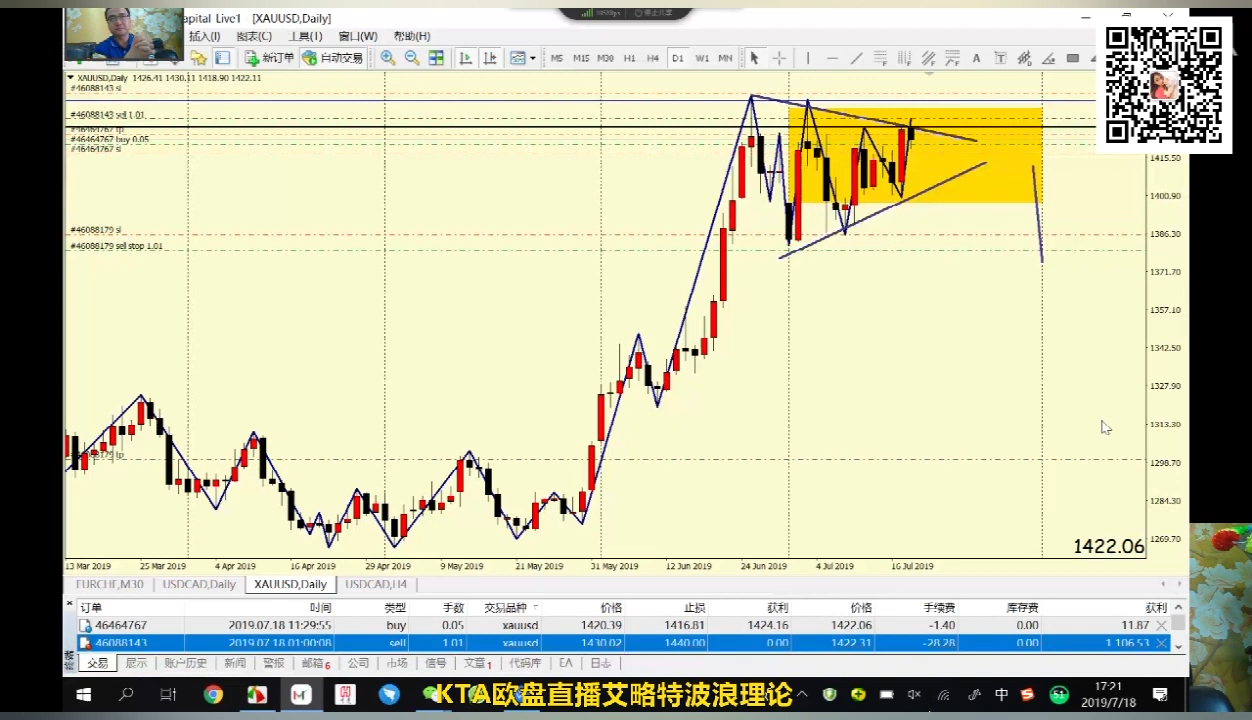 apital Live1 - [XAUUSD,Daily]
插入(I) 图表(C) 工具(T) 窗口(W) 帮助(H)
新订单 自动交易 M5 M15 M30 H1 H4 D1 W1 MN
XAUUSD,Daily 1426.41 1430.11 1418.90 1422.11
#46088143 sl
#46088143 sell 1.01
#46464767 tp
#46464767 buy 0.05
#46464767 sl
1415.50
1400.90
#46088179 sl
1386.30
#46088179 sell stop 1.01
1371.70
1357.10
1342.50
1327.90
1313.30
#46088179 tp
1298.70
1284.30
1269.70
1422.06
13 Mar 2019 25 Mar 2019 4 Apr 2019 16 Apr 2019 29 Apr 2019 9 May 2019 21 May 2019 31 May 2019 12 Jun 2019 24 Jun 2019 4 Jul 2019 16 Jul 2019
EURCHF,M30 USDCAD,Daily XAUUSD,Daily USDCAD,H4
订单 时间 类型 手数 交易品种 价格 止损 获利 价格 手续费 库存费 获利
46464767 2019.07.18 11:29:55 buy 0.05 xauusd 1420.39 1416.81 1424.16 1422.06 -1.40 0.00 11.87
46088143 2019.07.18 01:00:08 sell 1.01 xauusd 1430.02 1440.00 0.00 1422.31 -28.28 0.00 1 106.53
交易 展示 账户历史 新闻 警报 邮箱6 公司 市场 信号 文章1 代码库 EA 日志
KTA欧盘直播艾略特波浪理论
中 51 17:21
2019/7/18